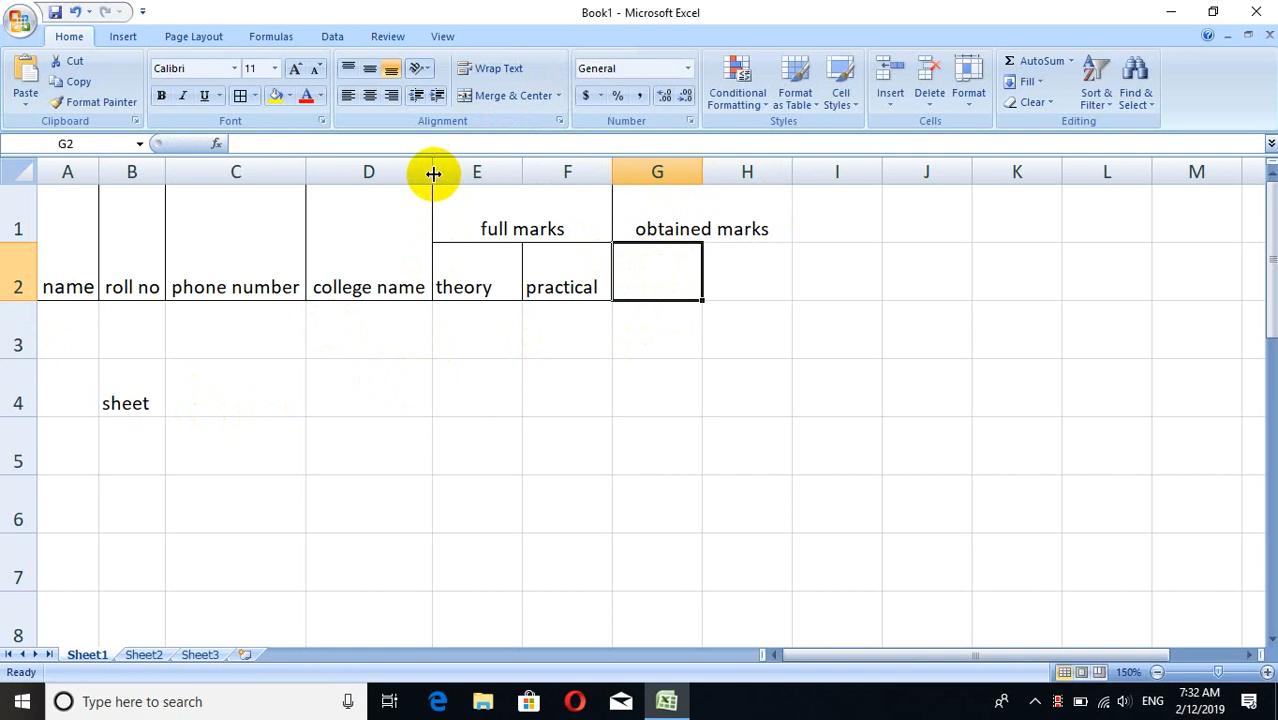 Book1 - Microsoft Excel
Home Insert Page Layout Formulas Data Review View
Paste Cut Copy Format Painter Clipboard
Calibri 11 A A B I U A Font
Wrap Text Merge & Center Alignment
General $ % , .0 .00 .00 .0 Number
Conditional Formatting Format as Table Cell Styles Styles
Insert Delete Format Cells
Σ AutoSum Fill Clear Sort & Filter Find & Select Editing
G2 fx
A B C D E F G H I J K L M
1 full marks obtained marks
2 name roll no phone number college name theory practical
3
4 sheet
5
6
7
8
Sheet1 Sheet2 Sheet3
Ready 150%
Type here to search ENG 7:32 AM
2/12/2019